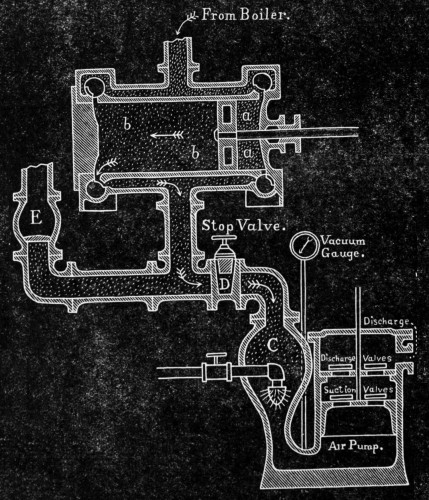 From Boiler.
b
a
b
a
E
Stop Valve.
Vacuum
Gauge.
D
Discharge
C
Discharge Valves
Suction Valves
Air Pump.